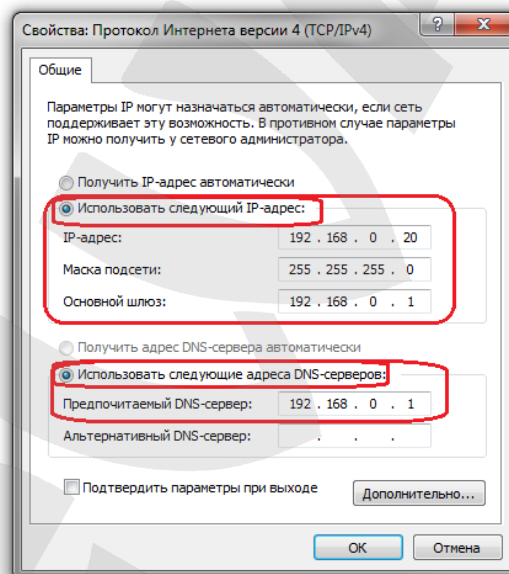 Свойства: Протокол Интернета версии 4 (TCP/IPv4)
?
Общие
Параметры IP могут назначаться автоматически, если сеть
поддерживает эту возможность. В противном случае параметры
IP можно получить у сетевого администратора.
Получить IP-адрес автоматически
Использовать следующий IP-адрес:
IP-адрес: 192 . 168 . 0 . 20
Маска подсети: 255 . 255 . 255 . 0
Основной шлюз: 192 . 168 . 0 . 1
Получить адрес DNS-сервера автоматически
Использовать следующие адреса DNS-серверов:
Предпочитаемый DNS-сервер: 192 . 168 . 0 . 1
Альтернативный DNS-сервер: . . .
Подтвердить параметры при выходе
Дополнительно...
OK Отмена